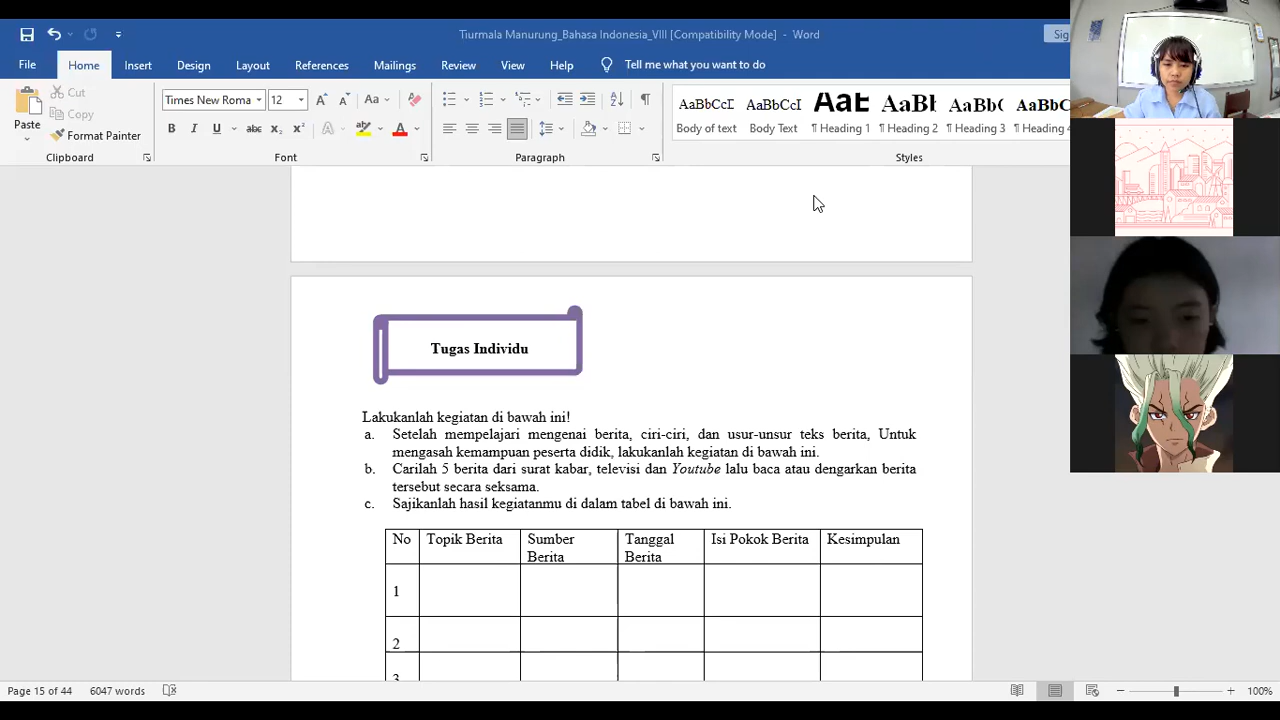 Tiurmala Manurung_Bahasa Indonesia_VIII [Compatibility Mode] - Word
Sig
File Home Insert Design Layout References Mailings Review View Help Tell me what you want to do
Paste
Cut
Copy
Format Painter
Clipboard
Times New Roma 12
Aa
B I U abc x₂ x²
A A
Font
Paragraph
AaBbCcI AaBbCcI AaE AaBl AaBb( AaBbC
Body of text Body Text ¶ Heading 1 ¶ Heading 2 ¶ Heading 3 ¶ Heading 4
Styles
Tugas Individu
Lakukanlah kegiatan di bawah ini!
a. Setelah mempelajari mengenai berita, ciri-ciri, dan usur-unsur teks berita, Untuk
mengasah kemampuan peserta didik, lakukanlah kegiatan di bawah ini.
b. Carilah 5 berita dari surat kabar, televisi dan Youtube lalu baca atau dengarkan berita
tersebut secara seksama.
c. Sajikanlah hasil kegiatanmu di dalam tabel di bawah ini.
No Topik Berita Sumber Berita Tanggal Berita Isi Pokok Berita Kesimpulan
1
2
3
Page 15 of 44 6047 words 100%